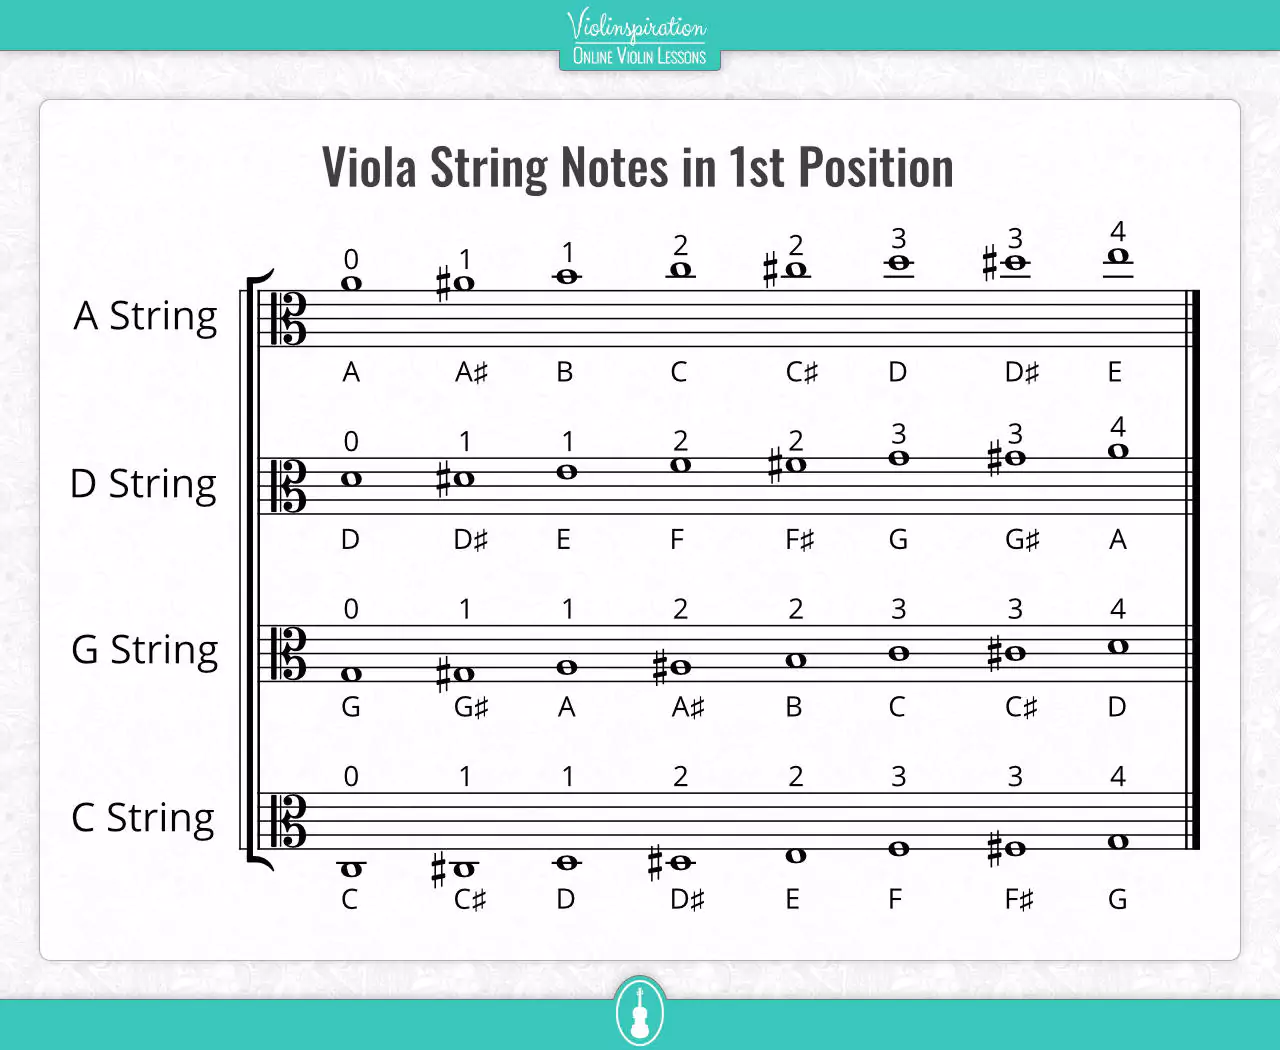 Violinspiration
Online Violin Lessons
Viola String Notes in 1st Position
0 1 1 2 2 3 3 4
A String
A A♯ B C C♯ D D♯ E
0 1 1 2 2 3 3 4
D String
D D♯ E F F♯ G G♯ A
0 1 1 2 2 3 3 4
G String
G G♯ A A♯ B C C♯ D
0 1 1 2 2 3 3 4
C String
C C♯ D D♯ E F F♯ G